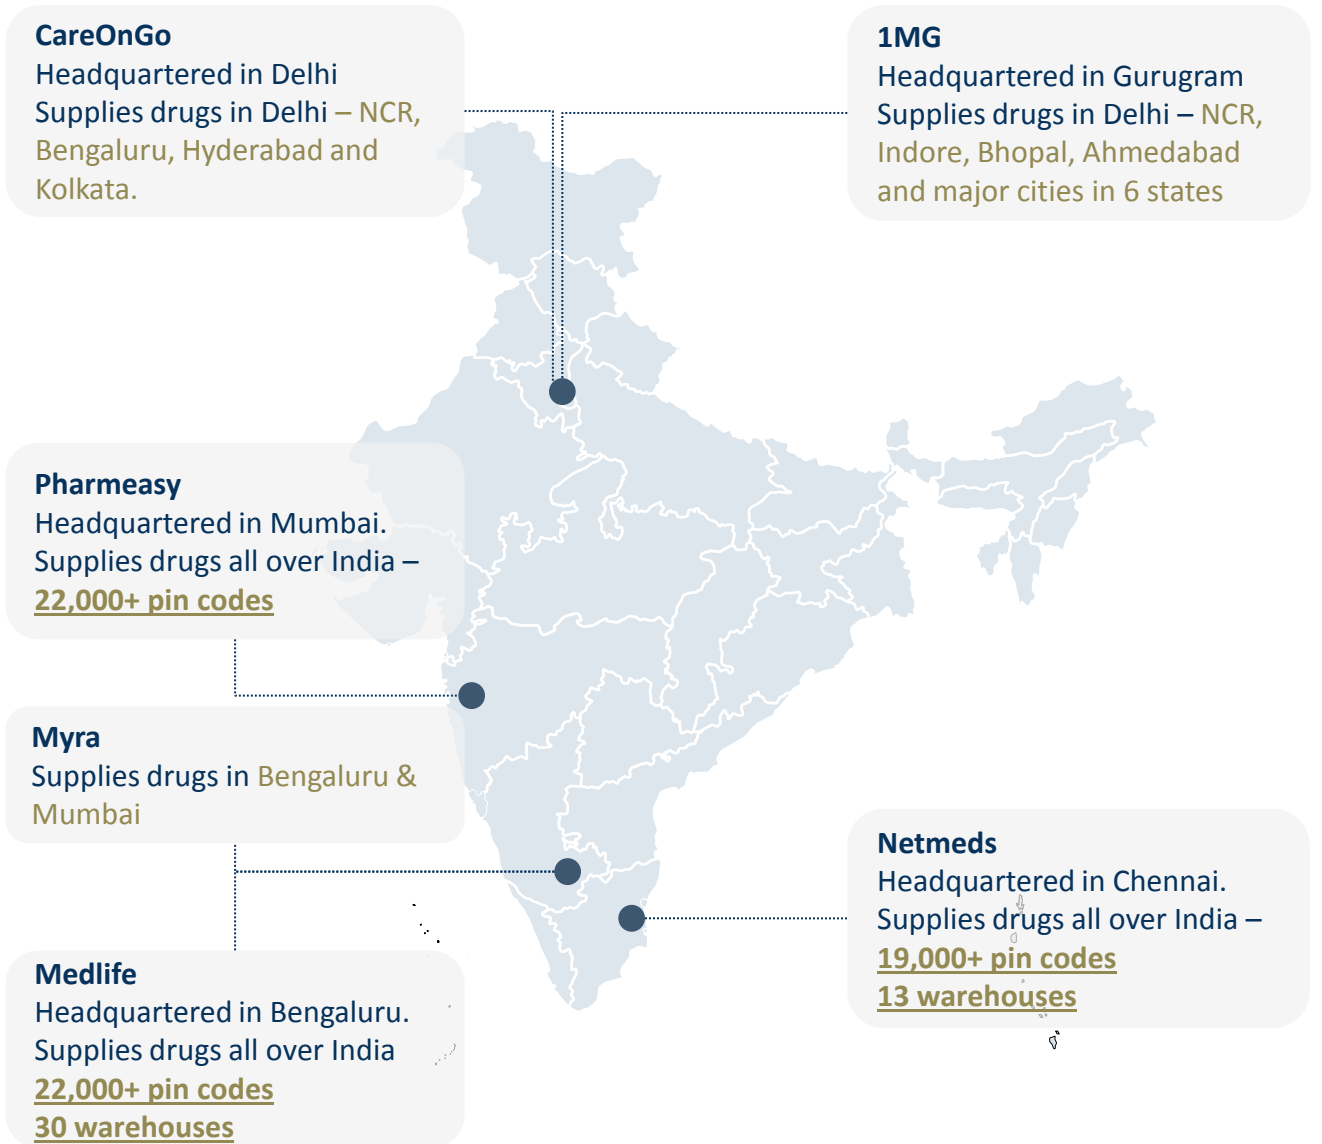 CareOnGo
Headquartered in Delhi
Supplies drugs in Delhi – NCR,
Bengaluru, Hyderabad and
Kolkata.
1MG
Headquartered in Gurugram
Supplies drugs in Delhi – NCR,
Indore, Bhopal, Ahmedabad
and major cities in 6 states
Pharmeasy
Headquartered in Mumbai.
Supplies drugs all over India –
22,000+ pin codes
Myra
Supplies drugs in Bengaluru &
Mumbai
Netmeds
Headquartered in Chennai.
Supplies drugs all over India –
19,000+ pin codes
13 warehouses
Medlife
Headquartered in Bengaluru.
Supplies drugs all over India
22,000+ pin codes
30 warehouses